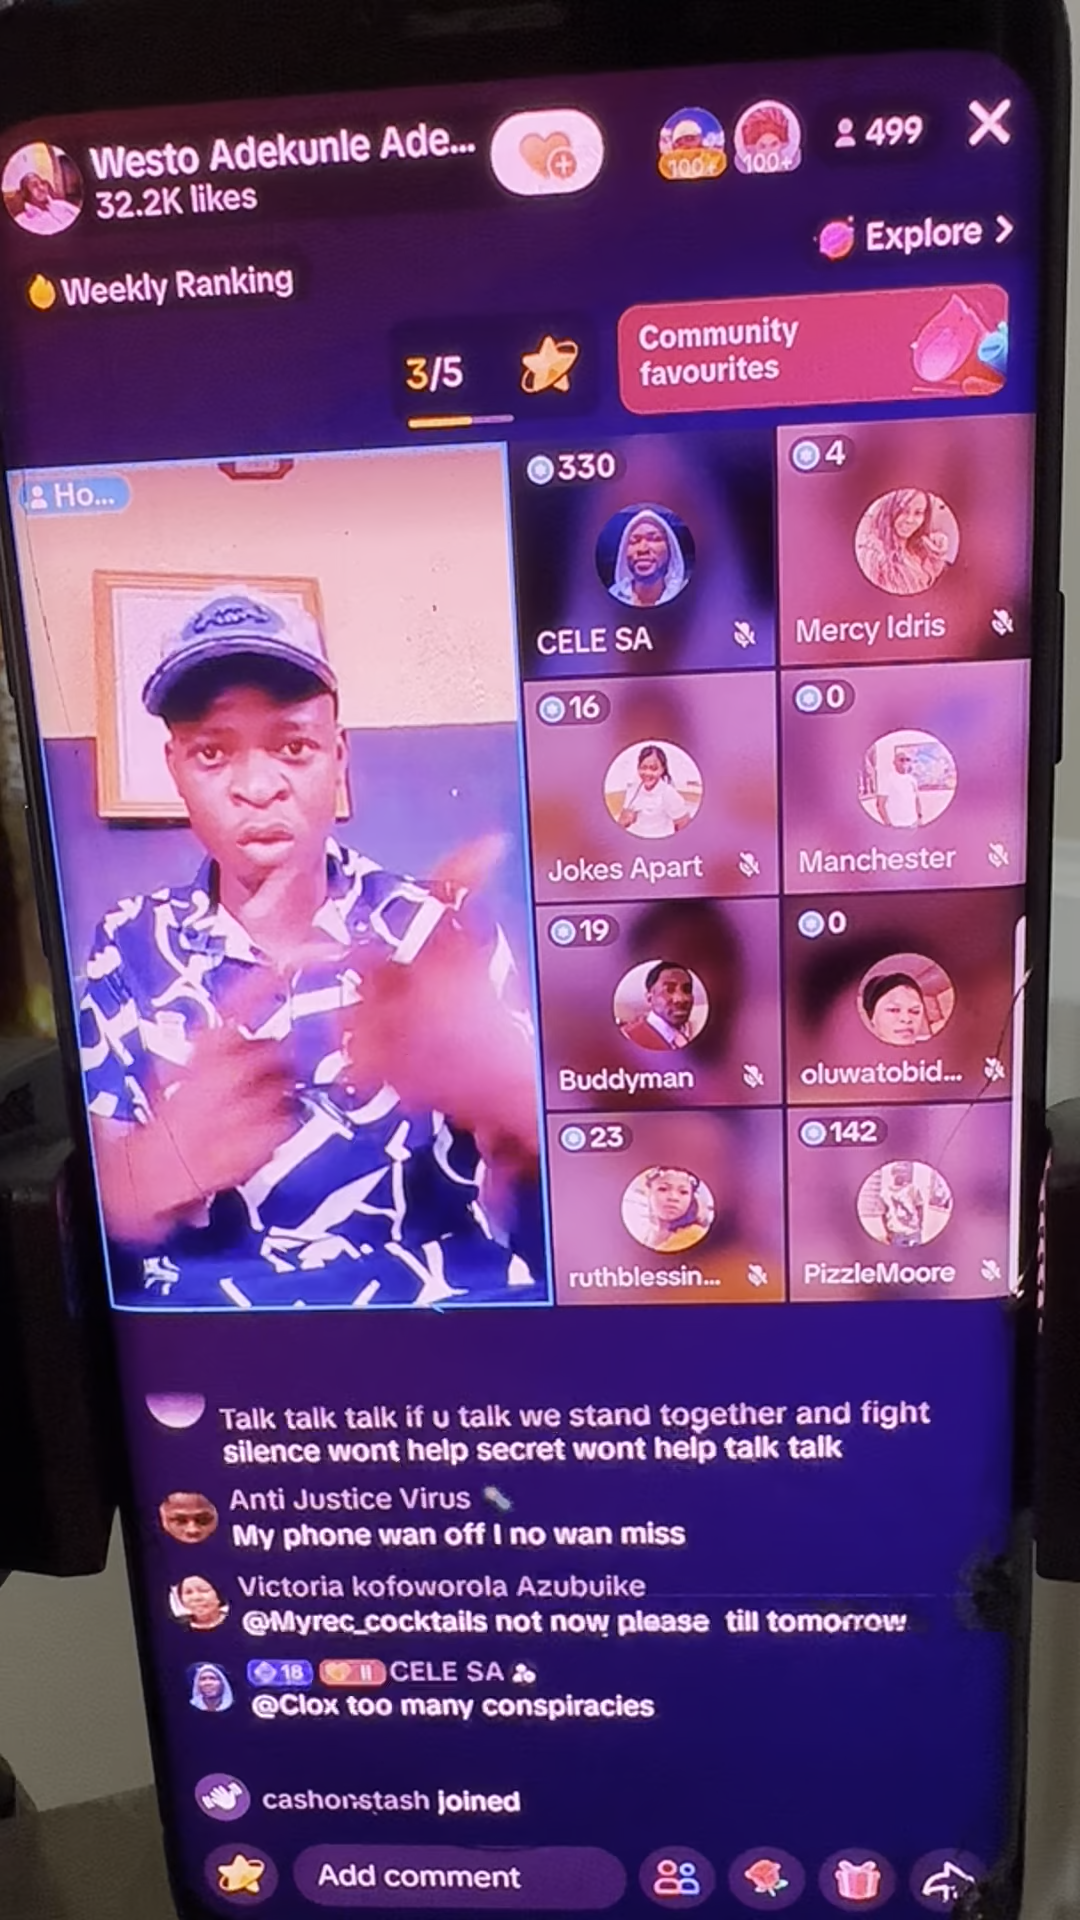 Westo Adekunle Ade...
32.2K likes
100+
100+
499
Explore >
Weekly Ranking
3/5
Community
favourites
Ho...
330
CELE SA
4
Mercy Idris
16
Jokes Apart
0
Manchester
19
Buddyman
0
oluwatobid...
23
ruthblessin...
142
PizzleMoore
Talk talk talk if u talk we stand together and fight
silence wont help secret wont help talk talk
Anti Justice Virus
My phone wan off I no wan miss
Victoria kofoworola Azubuike
@Myrec_cocktails not now please till tomorrow
18 II CELE SA
@Clox too many conspiracies
cashonstash joined
Add comment